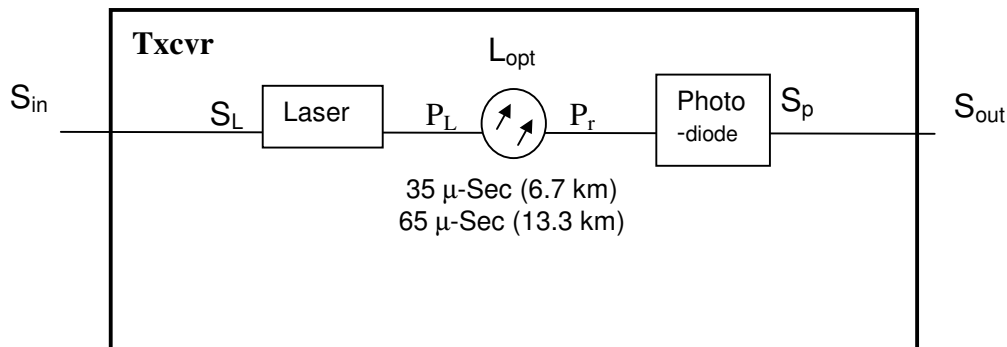 Txcvr
L_opt
S_in
S_L
Laser
P_L
P_r
Photo
-diode
S_p
S_out
35 μ-Sec (6.7 km)
65 μ-Sec (13.3 km)